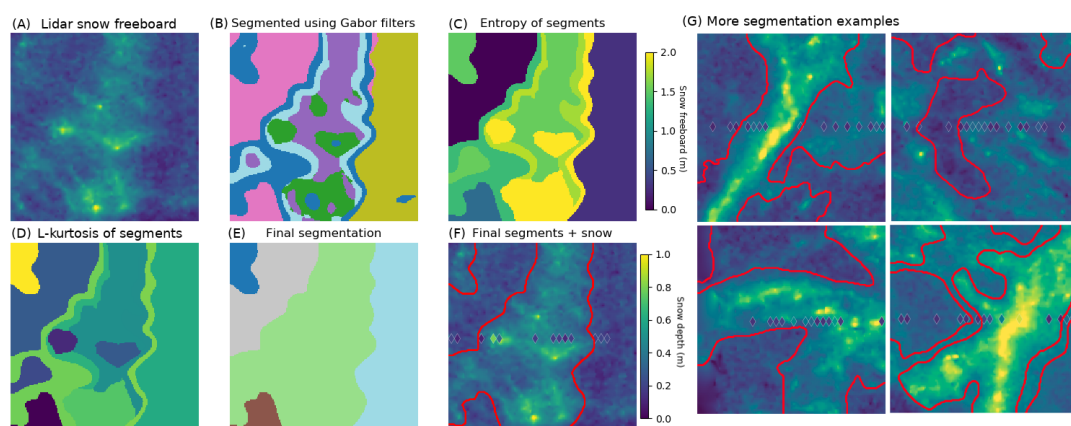 (A) Lidar snow freeboard
(B) Segmented using Gabor filters
(C) Entropy of segments
(G) More segmentation examples
2.0
1.5
1.0
0.5
0.0
Snow freeboard (m)
(D) L-kurtosis of segments
(E) Final segmentation
(F) Final segments + snow
1.0
0.8
0.6
0.4
0.2
0.0
Snow depth (m)